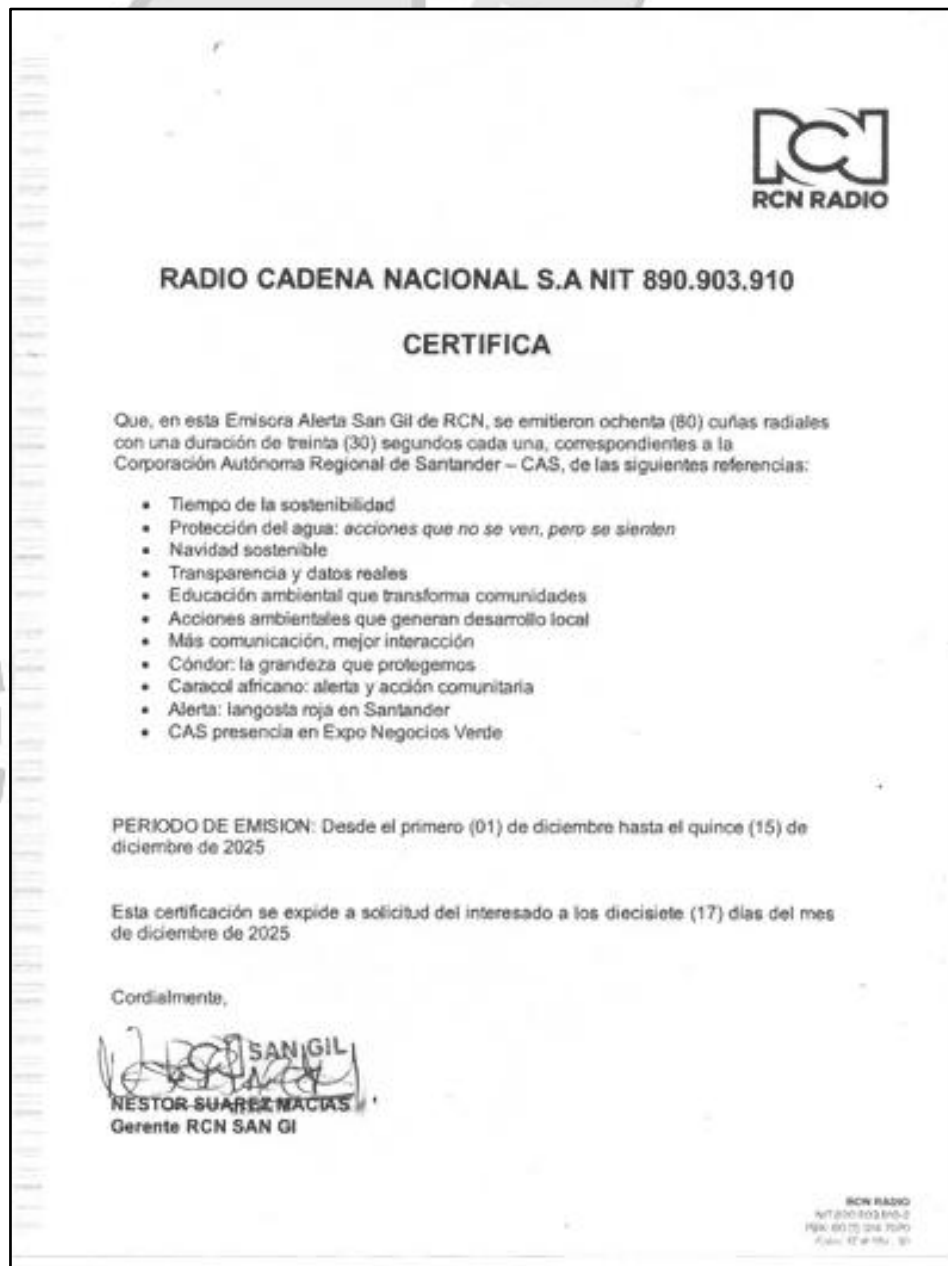 RCN RADIO
RADIO CADENA NACIONAL S.A NIT 890.903.910
CERTIFICA
Que, en esta Emisora Alerta San Gil de RCN, se emitieron ochenta (80) cuñas radiales
con una duración de treinta (30) segundos cada una, correspondientes a la
Corporación Autónoma Regional de Santander – CAS, de las siguientes referencias:
• Tiempo de la sostenibilidad
• Protección del agua: acciones que no se ven, pero se sienten
• Navidad sostenible
• Transparencia y datos reales
• Educación ambiental que transforma comunidades
• Acciones ambientales que generan desarrollo local
• Más comunicación, mejor interacción
• Cóndor: la grandeza que protegemos
• Caracol africano: alerta y acción comunitaria
• Alerta: langosta roja en Santander
• CAS presencia en Expo Negocios Verde
PERIODO DE EMISION: Desde el primero (01) de diciembre hasta el quince (15) de
diciembre de 2025
Esta certificación se expide a solicitud del interesado a los diecisiete (17) días del mes
de diciembre de 2025
Cordialmente,
SAN GIL
NESTOR SUAREZ MACIAS
Gerente RCN SAN GI
RCN RADIO